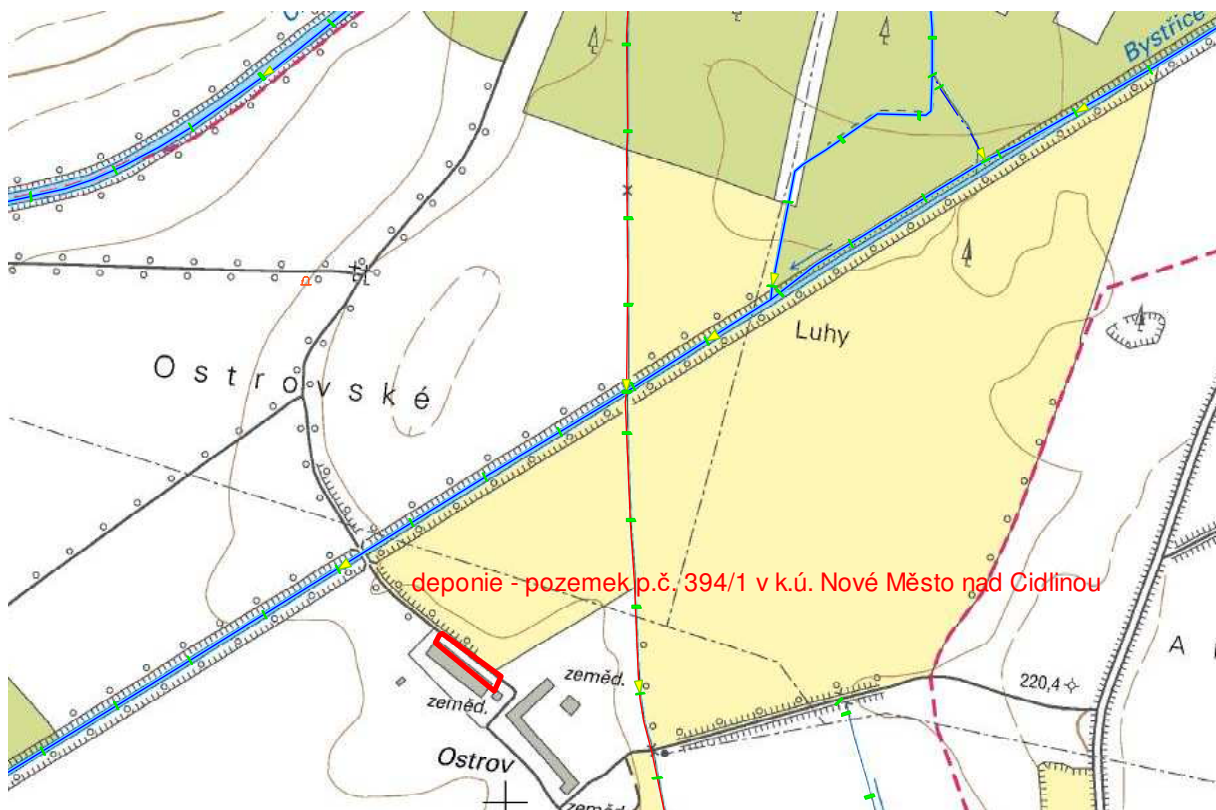 Bystřice
Luhy
Ostrovské
deponie - pozemek p.č. 394/1 v k.ú. Nové Město nad Cidlinou
A
zeměd.
220,4
zeměd.
Ostrov
zeměd.